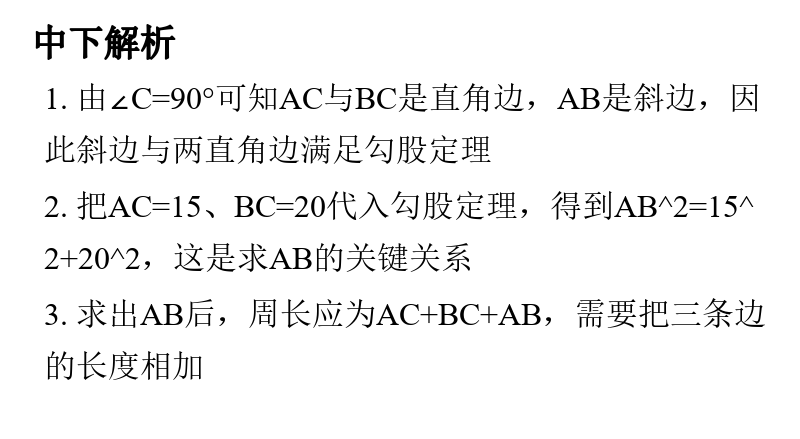 中下解析
1. 由∠C=90°可知AC与BC是直角边，AB是斜边，因
此斜边与两直角边满足勾股定理
2. 把AC=15、BC=20代入勾股定理，得到AB^2=15^
2+20^2，这是求AB的关键关系
3. 求出AB后，周长应为AC+BC+AB，需要把三条边
的长度相加